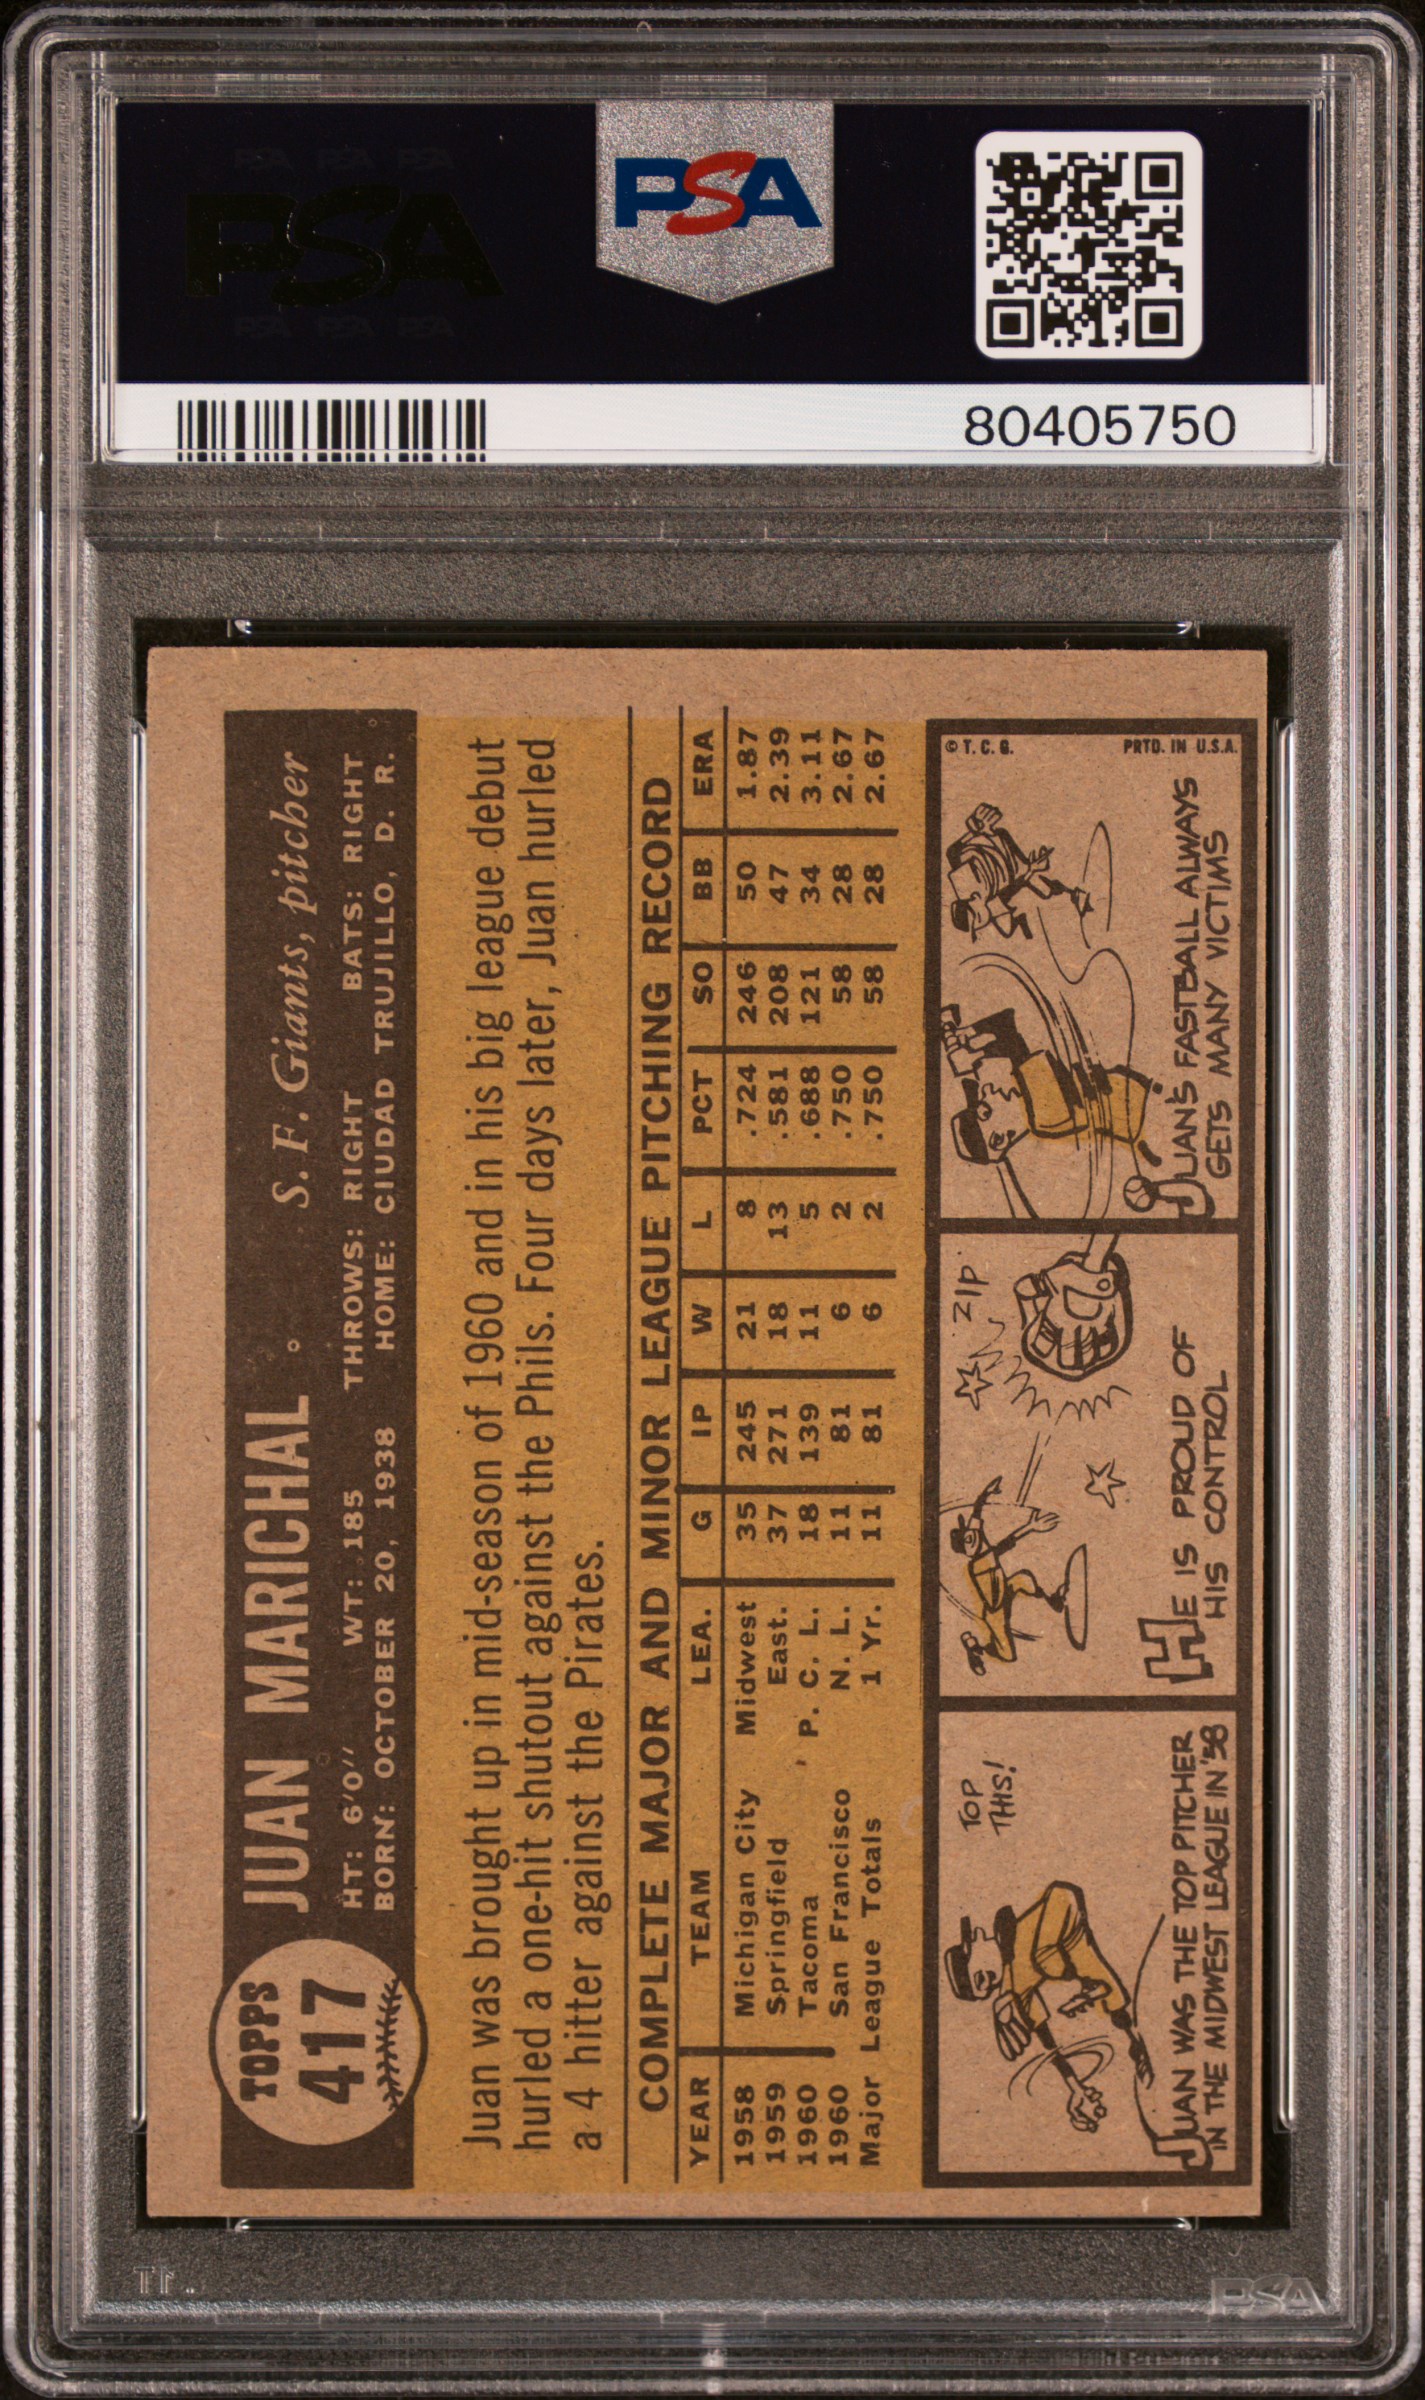 PSA PSA PSA
PSA
PSA PSA PSA
PSA
80405750
TOPPS
417
JUAN MARICHAL S. F. Giants, pitcher
HT: 6'0" WT: 185 THROWS: RIGHT BATS: RIGHT
BORN: OCTOBER 20, 1938 HOME: CIUDAD TRUJILLO, D. R.
Juan was brought up in mid-season of 1960 and in his big league debut
hurled a one-hit shutout against the Phils. Four days later, Juan hurled
a 4 hitter against the Pirates.
COMPLETE MAJOR AND MINOR LEAGUE PITCHING RECORD
YEAR TEAM LEA. G IP W L PCT SO BB ERA
1958 Michigan City Midwest 35 245 21 8 .724 246 50 1.87
1959 Springfield East. 37 271 18 13 .581 208 47 2.39
1960 Tacoma P. C. L. 18 139 11 5 .688 121 34 3.11
1960 San Francisco N. L. 11 81 6 2 .750 58 28 2.67
Major League Totals 1 Yr. 11 81 6 2 .750 58 28 2.67
TOP
THIS!
JUAN WAS THE TOP PITCHER
IN THE MIDWEST LEAGUE IN '58
ZIP
HE IS PROUD OF
HIS CONTROL
© T. C. G. PRTD. IN U.S.A.
JUAN'S FASTBALL ALWAYS
GETS MANY VICTIMS
PSA